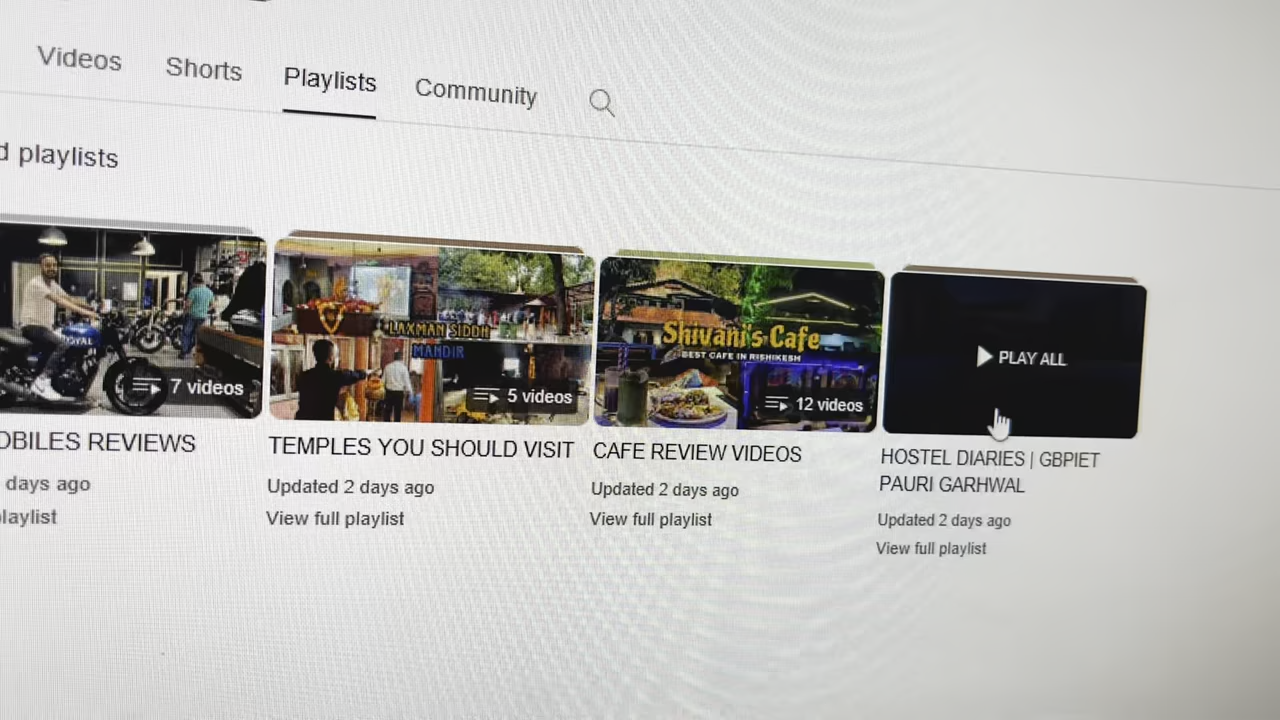 Videos Shorts Playlists Community
d playlists
ROYAL
7 videos
LAXMAN SIDDH
MANDIR
5 videos
Shivani's Cafe
BEST CAFE IN RISHIKESH
12 videos
PLAY ALL
OBILES REVIEWS
days ago
laylist
TEMPLES YOU SHOULD VISIT
Updated 2 days ago
View full playlist
CAFE REVIEW VIDEOS
Updated 2 days ago
View full playlist
HOSTEL DIARIES | GBPIET
PAURI GARHWAL
Updated 2 days ago
View full playlist